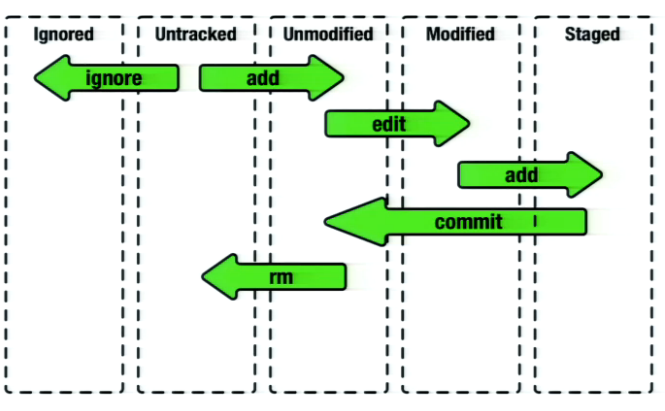 Ignored Untracked Unmodified Modified Staged
ignore add
edit
add
commit
rm